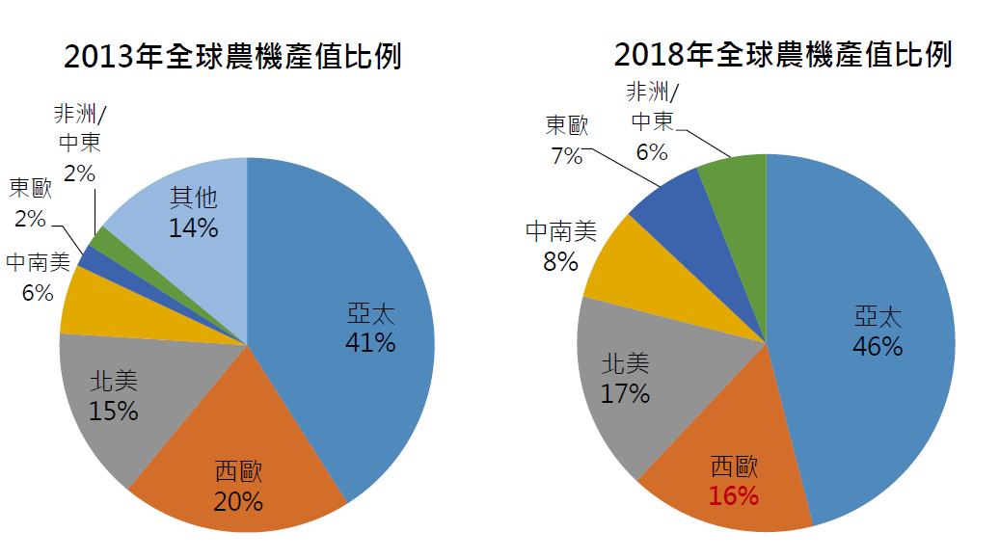 2013年全球農機產值比例
非洲/
中東
2%
東歐
2%
中南美
6%
其他
14%
亞太
41%
北美
15%
西歐
20%
2018年全球農機產值比例
非洲/
中東
6%
東歐
7%
中南美
8%
亞太
46%
北美
17%
西歐
16%